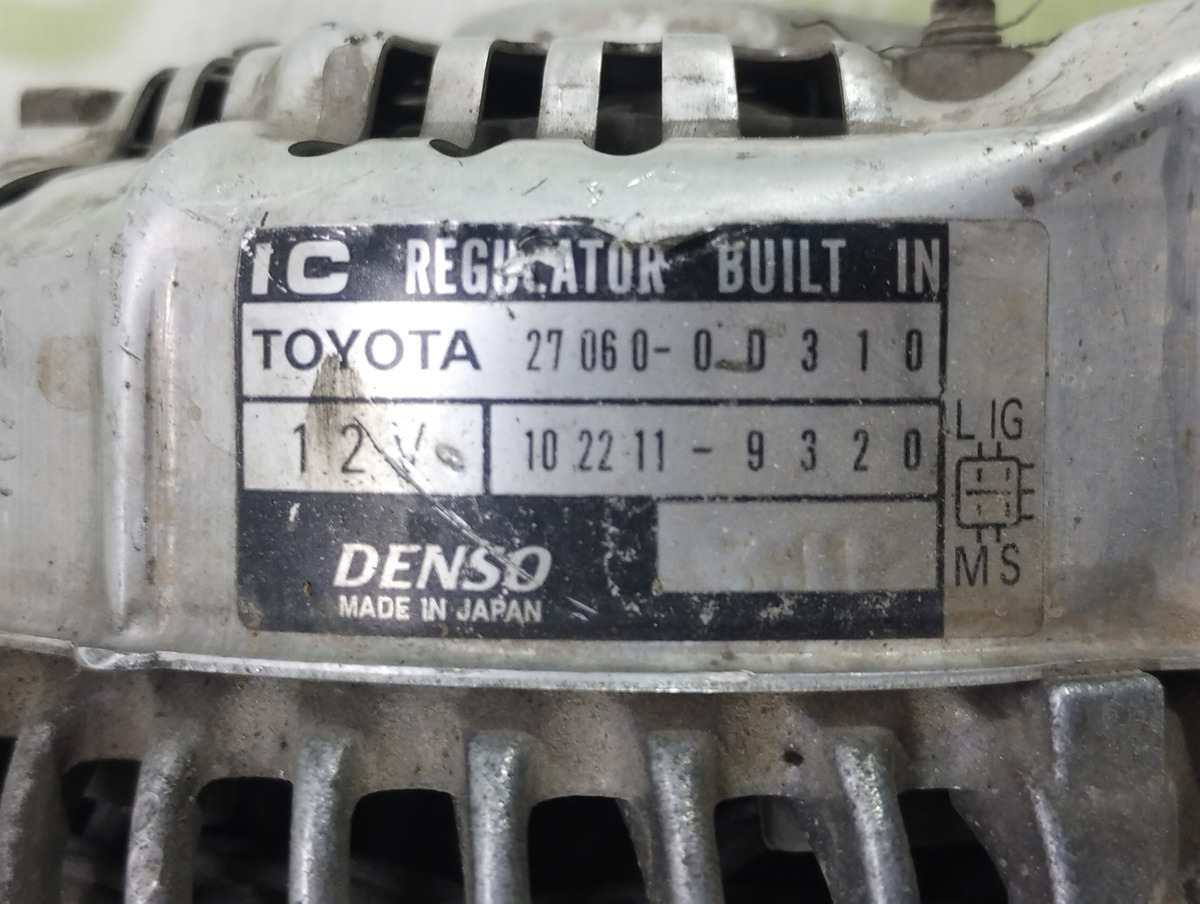 IC REGULATOR BUILT IN
TOYOTA 27060-0D310
12V 102211-9320
L IG
M S
DENSO
MADE IN JAPAN